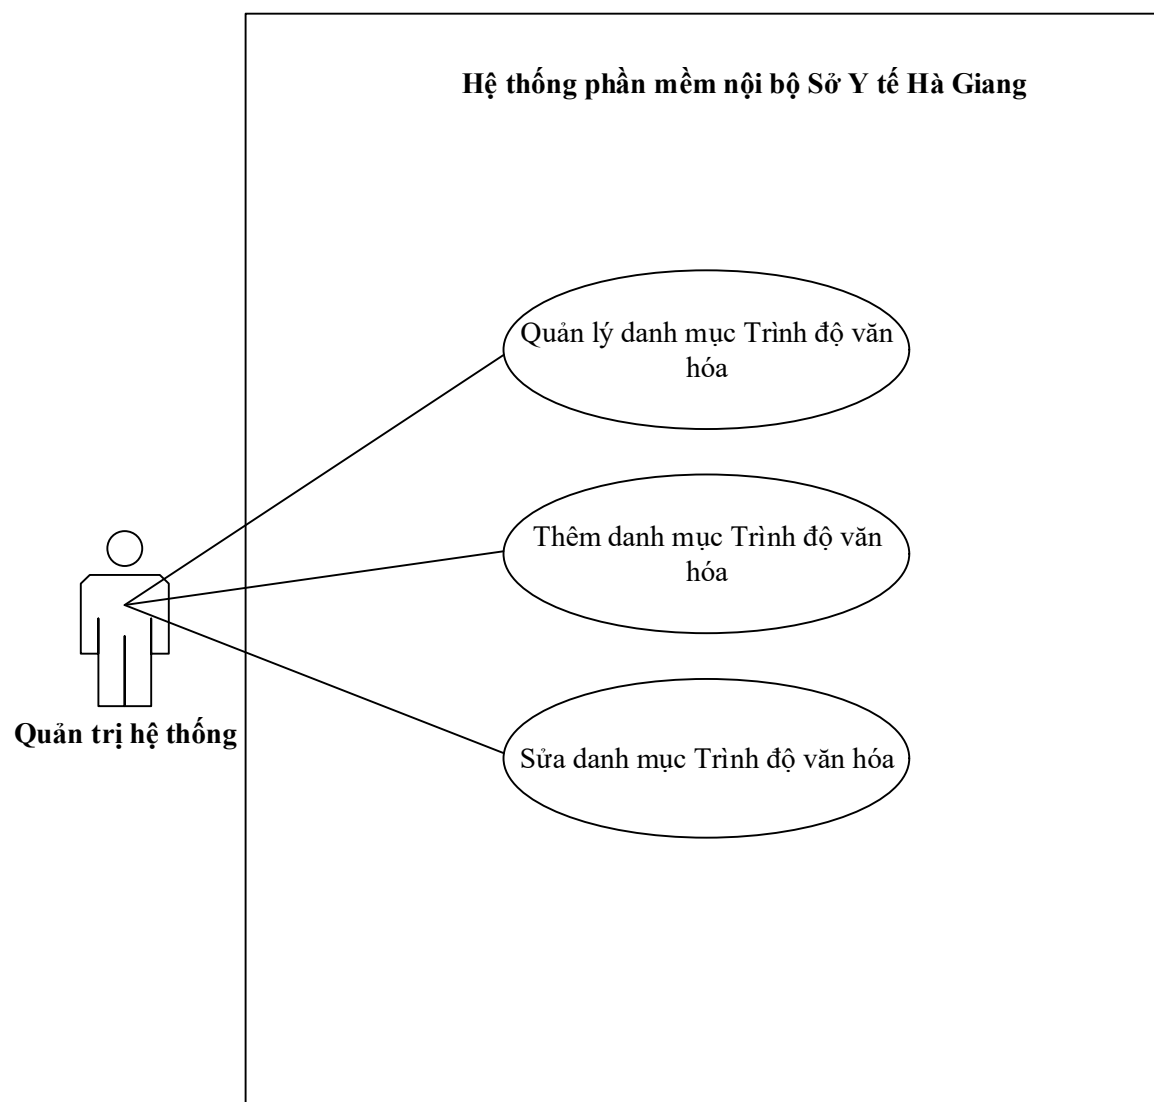 Hệ thống phần mềm nội bộ Sở Y tế Hà Giang
Quản lý danh mục Trình độ văn
hóa
Thêm danh mục Trình độ văn
hóa
Quản trị hệ thống
Sửa danh mục Trình độ văn hóa